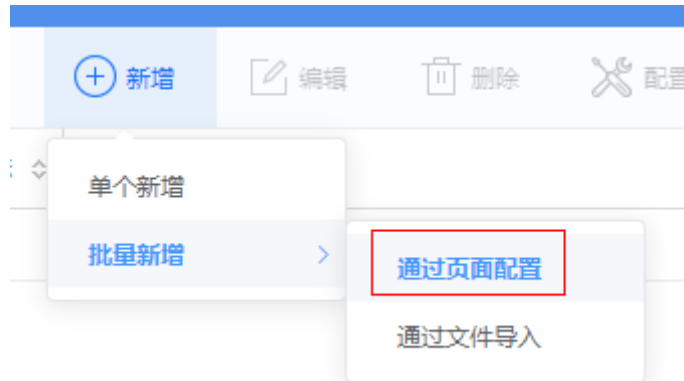 新增 编辑 删除 配置
单个新增
批量新增
通过页面配置
通过文件导入